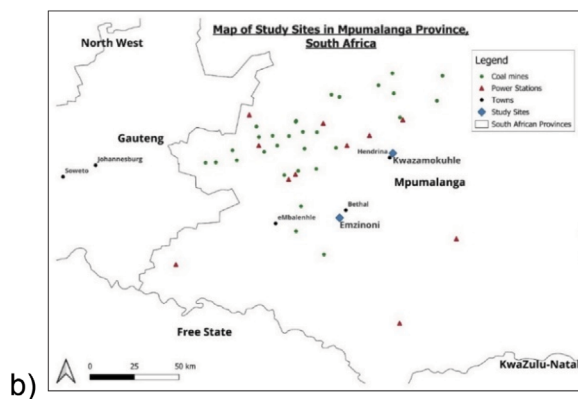 Map of Study Sites in Mpumalanga Province,
South Africa
North West
Legend
Coal mines
Power Stations
Towns
Study Sites
South African Provinces
Gauteng
Johannesburg
Soweto
Hendrina
Kwazamokuhle
Mpumalanga
Bethal
eMbalenhle
Emzinoni
Free State
KwaZulu-Natal
0 25 50 km
b)